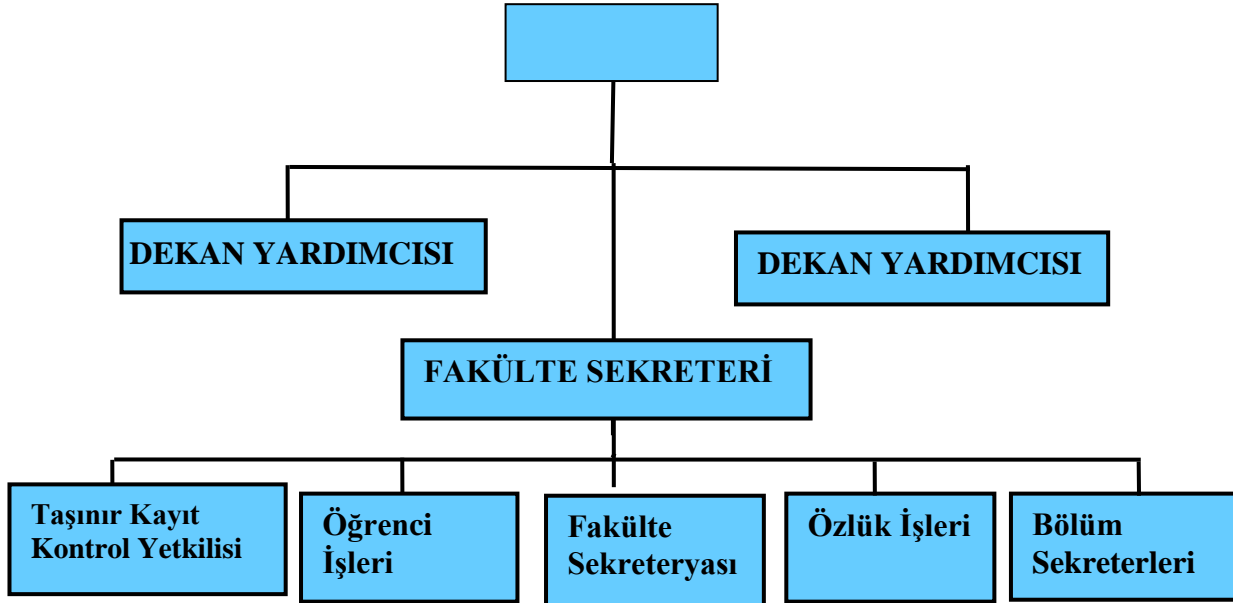 DEKAN YARDIMCISI
DEKAN YARDIMCISI
FAKÜLTE SEKRETERİ
Taşınır Kayıt
Kontrol Yetkilisi
Öğrenci
İşleri
Fakülte
Sekreteryası
Özlük İşleri
Bölüm
Sekreterleri